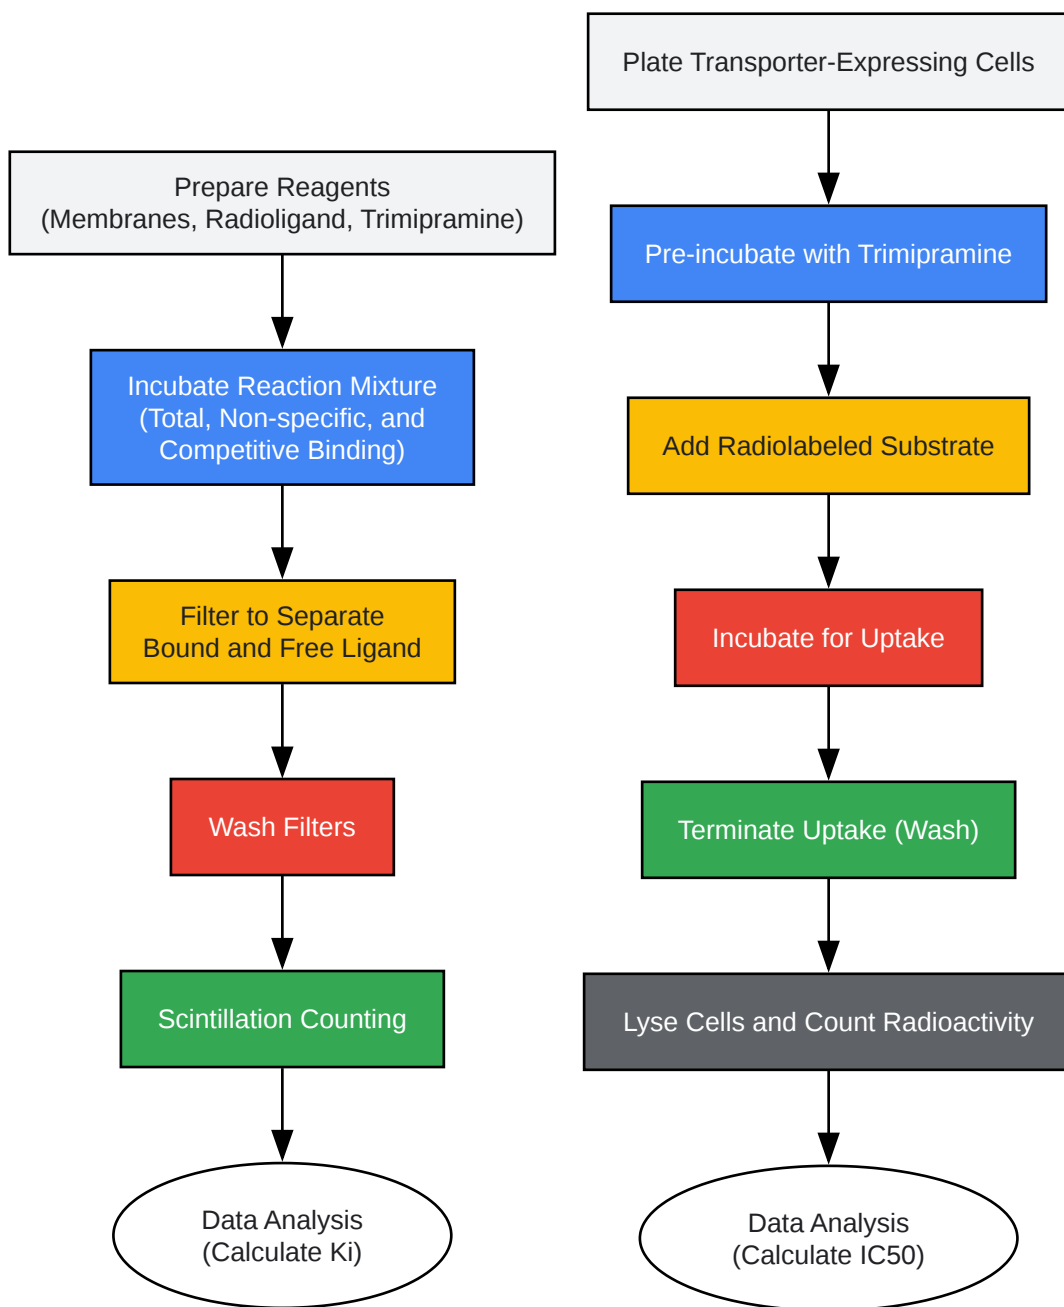 Prepare Reagents
(Membranes, Radioligand, Trimipramine)
Incubate Reaction Mixture
(Total, Non-specific, and
Competitive Binding)
Filter to Separate
Bound and Free Ligand
Wash Filters
Scintillation Counting
Data Analysis
(Calculate Ki)
Plate Transporter-Expressing Cells
Pre-incubate with Trimipramine
Add Radiolabeled Substrate
Incubate for Uptake
Terminate Uptake (Wash)
Lyse Cells and Count Radioactivity
Data Analysis
(Calculate IC50)